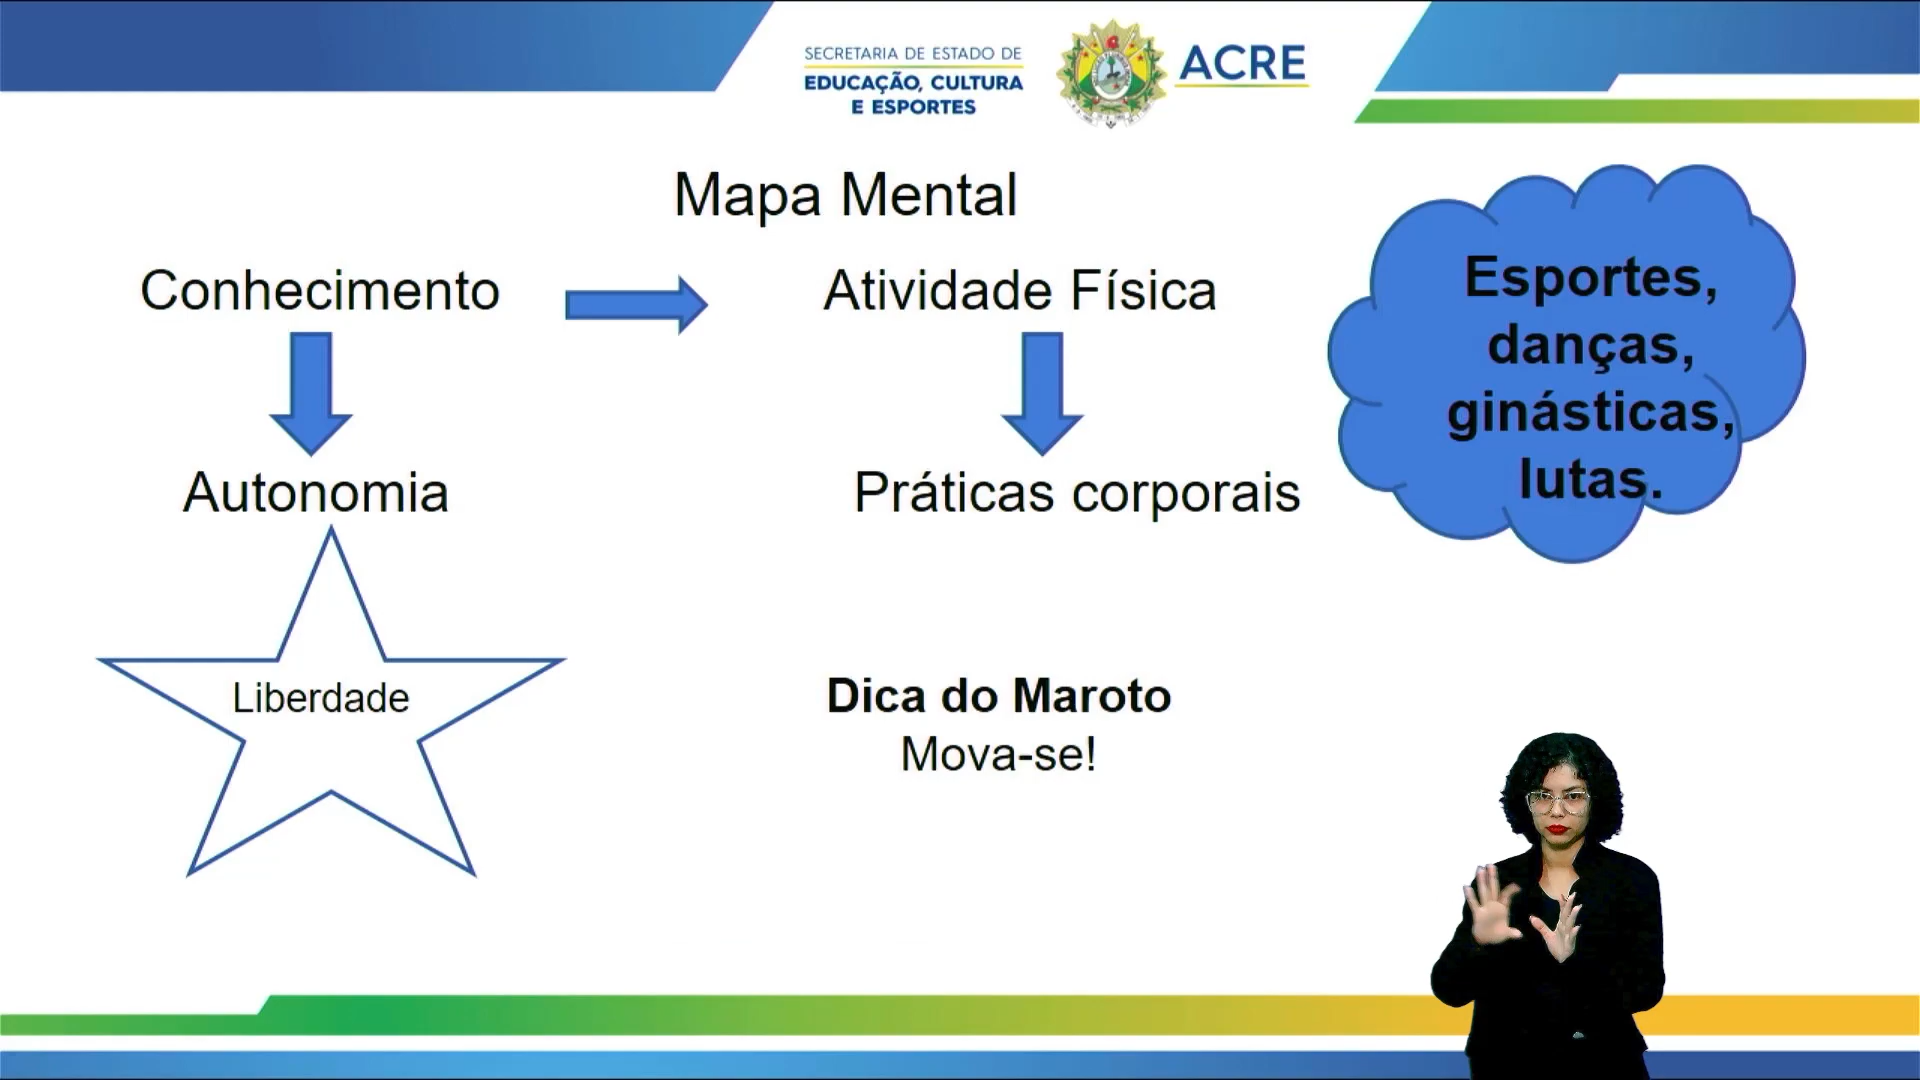 SECRETARIA DE ESTADO DE
EDUCAÇÃO, CULTURA
E ESPORTES
ACRE
Mapa Mental
Conhecimento
Atividade Física
Autonomia
Práticas corporais
Esportes,
danças,
ginásticas,
lutas.
Liberdade
Dica do Maroto
Mova-se!